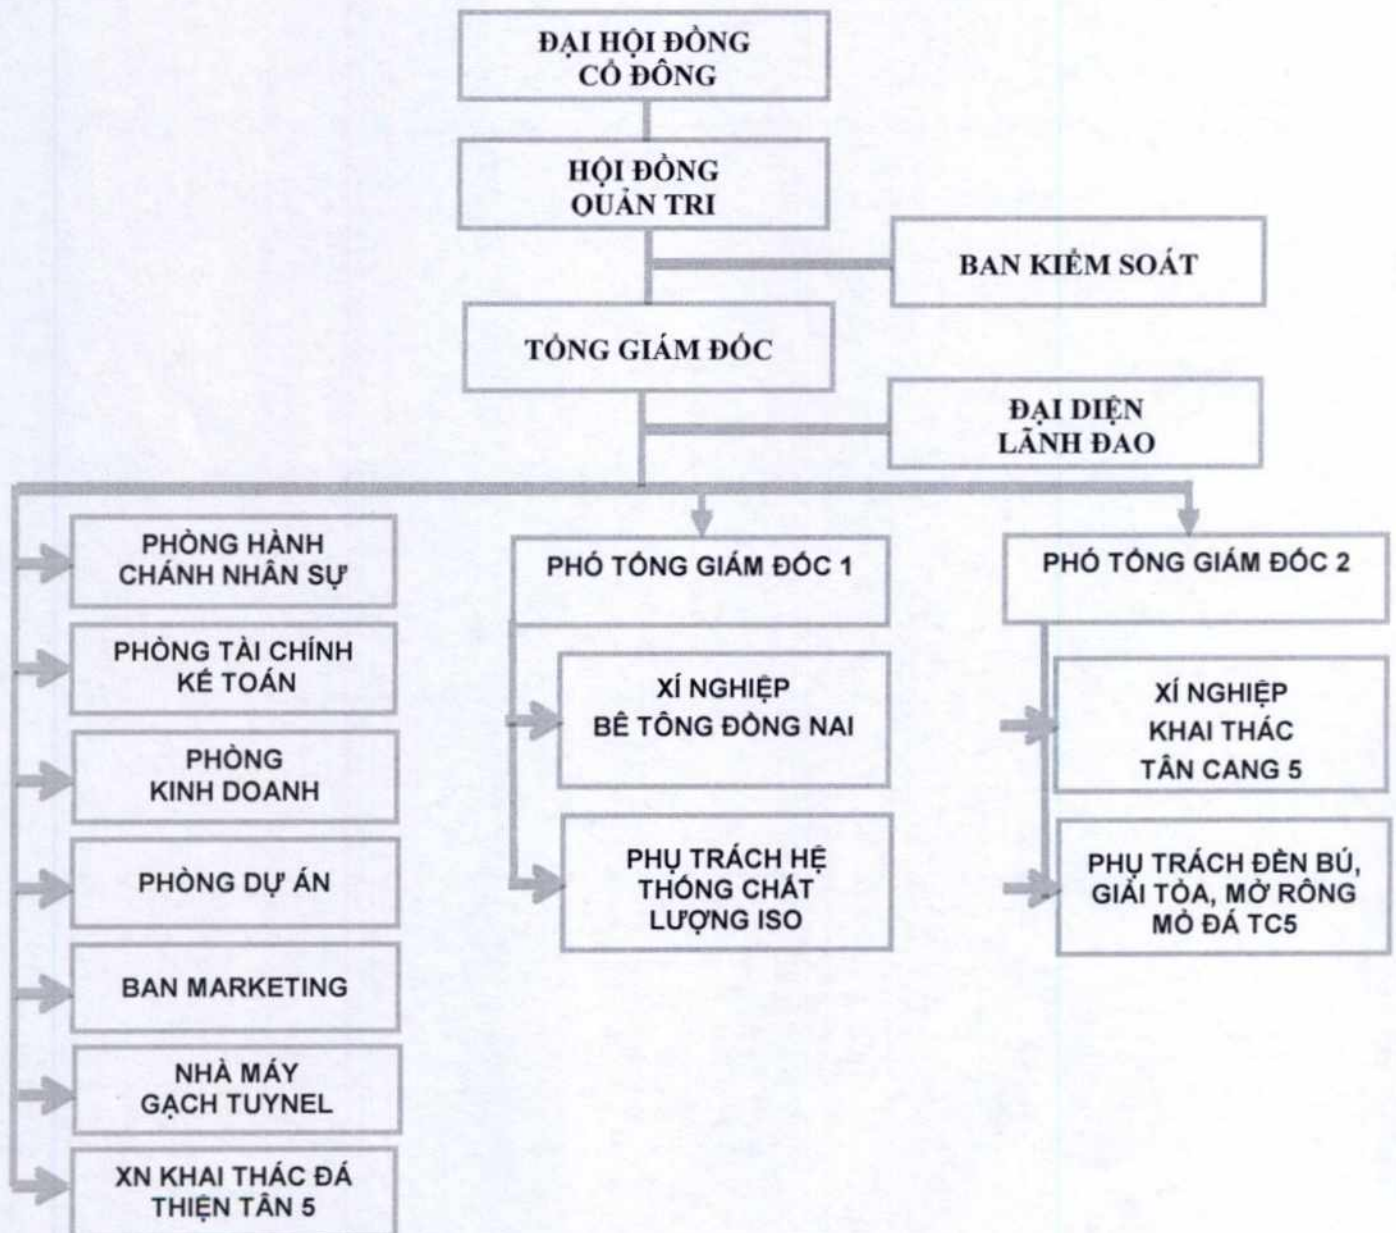 ĐẠI HỘI ĐỒNG
CỔ ĐÔNG
HỘI ĐỒNG
QUẢN TRI
BAN KIỂM SOÁT
TỔNG GIÁM ĐỐC
ĐẠI DIỆN
LÃNH ĐAO
PHÒNG HÀNH
CHÁNH NHÂN SỰ
PHÒNG TÀI CHÍNH
KẾ TOÁN
PHÒNG
KINH DOANH
PHÒNG DỰ ÁN
BAN MARKETING
NHÀ MÁY
GẠCH TUYNEL
XN KHAI THÁC ĐÁ
THIỆN TÂN 5
PHÓ TỔNG GIÁM ĐỐC 1
XÍ NGHIỆP
BÊ TÔNG ĐỒNG NAI
PHỤ TRÁCH HỆ
THỐNG CHẤT
LƯỢNG ISO
PHÓ TỔNG GIÁM ĐỐC 2
XÍ NGHIỆP
KHAI THÁC
TÂN CANG 5
PHỤ TRÁCH ĐỀN BÙ,
GIẢI TỎA, MỞ RỘNG
MỎ ĐÁ TC5